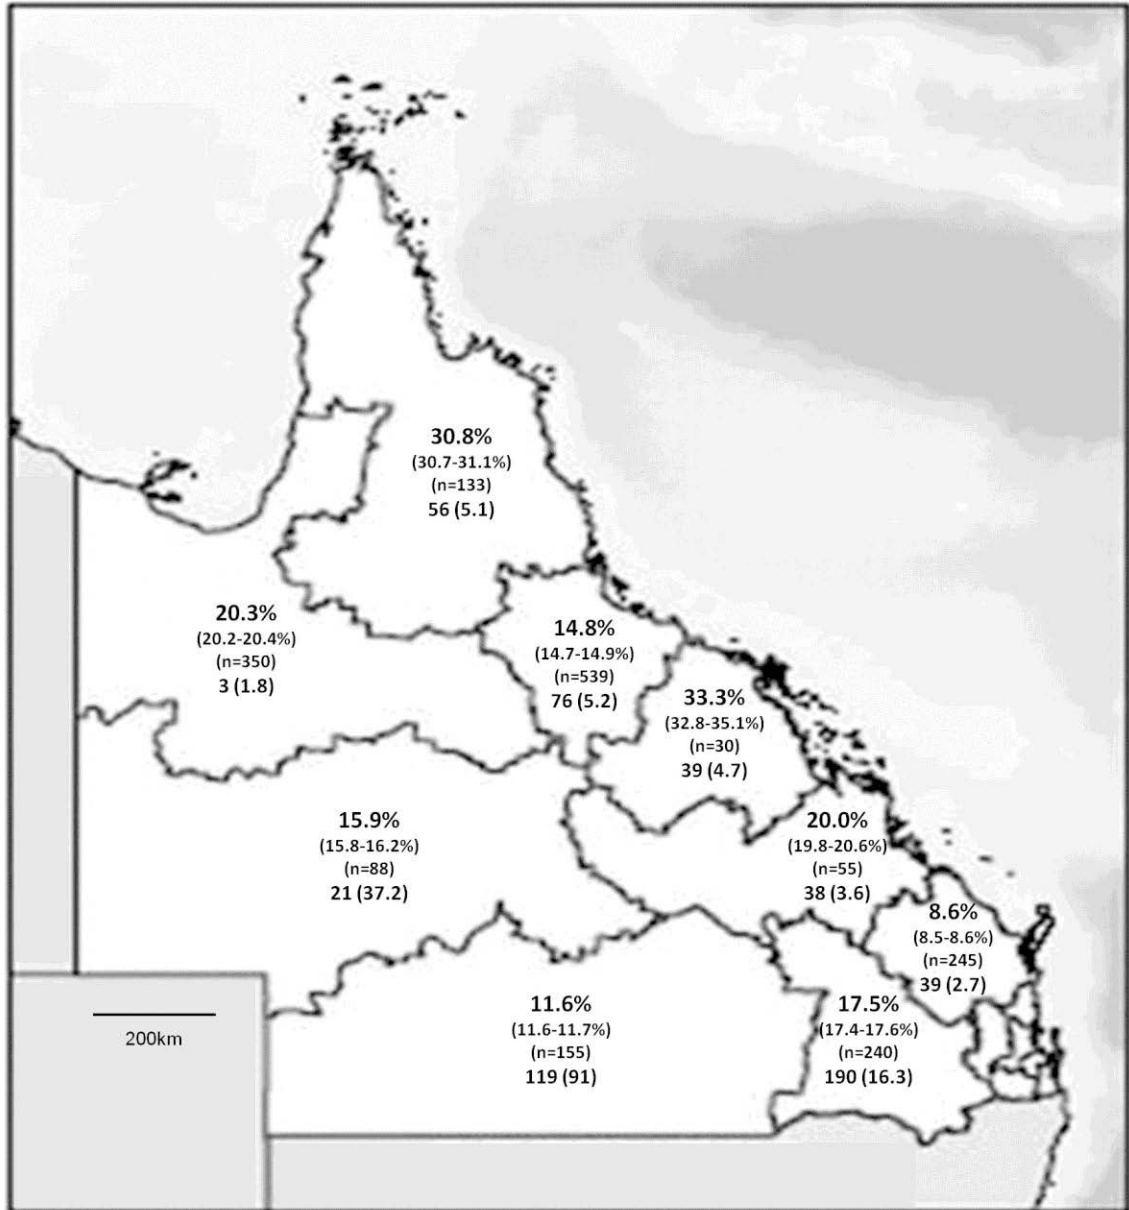 30.8%
(30.7-31.1%)
(n=133)
56 (5.1)
20.3%
(20.2-20.4%)
(n=350)
3 (1.8)
14.8%
(14.7-14.9%)
(n=539)
76 (5.2)
33.3%
(32.8-35.1%)
(n=30)
39 (4.7)
15.9%
(15.8-16.2%)
(n=88)
21 (37.2)
20.0%
(19.8-20.6%)
(n=55)
38 (3.6)
8.6%
(8.5-8.6%)
(n=245)
39 (2.7)
11.6%
(11.6-11.7%)
(n=155)
119 (91)
17.5%
(17.4-17.6%)
(n=240)
190 (16.3)
200km